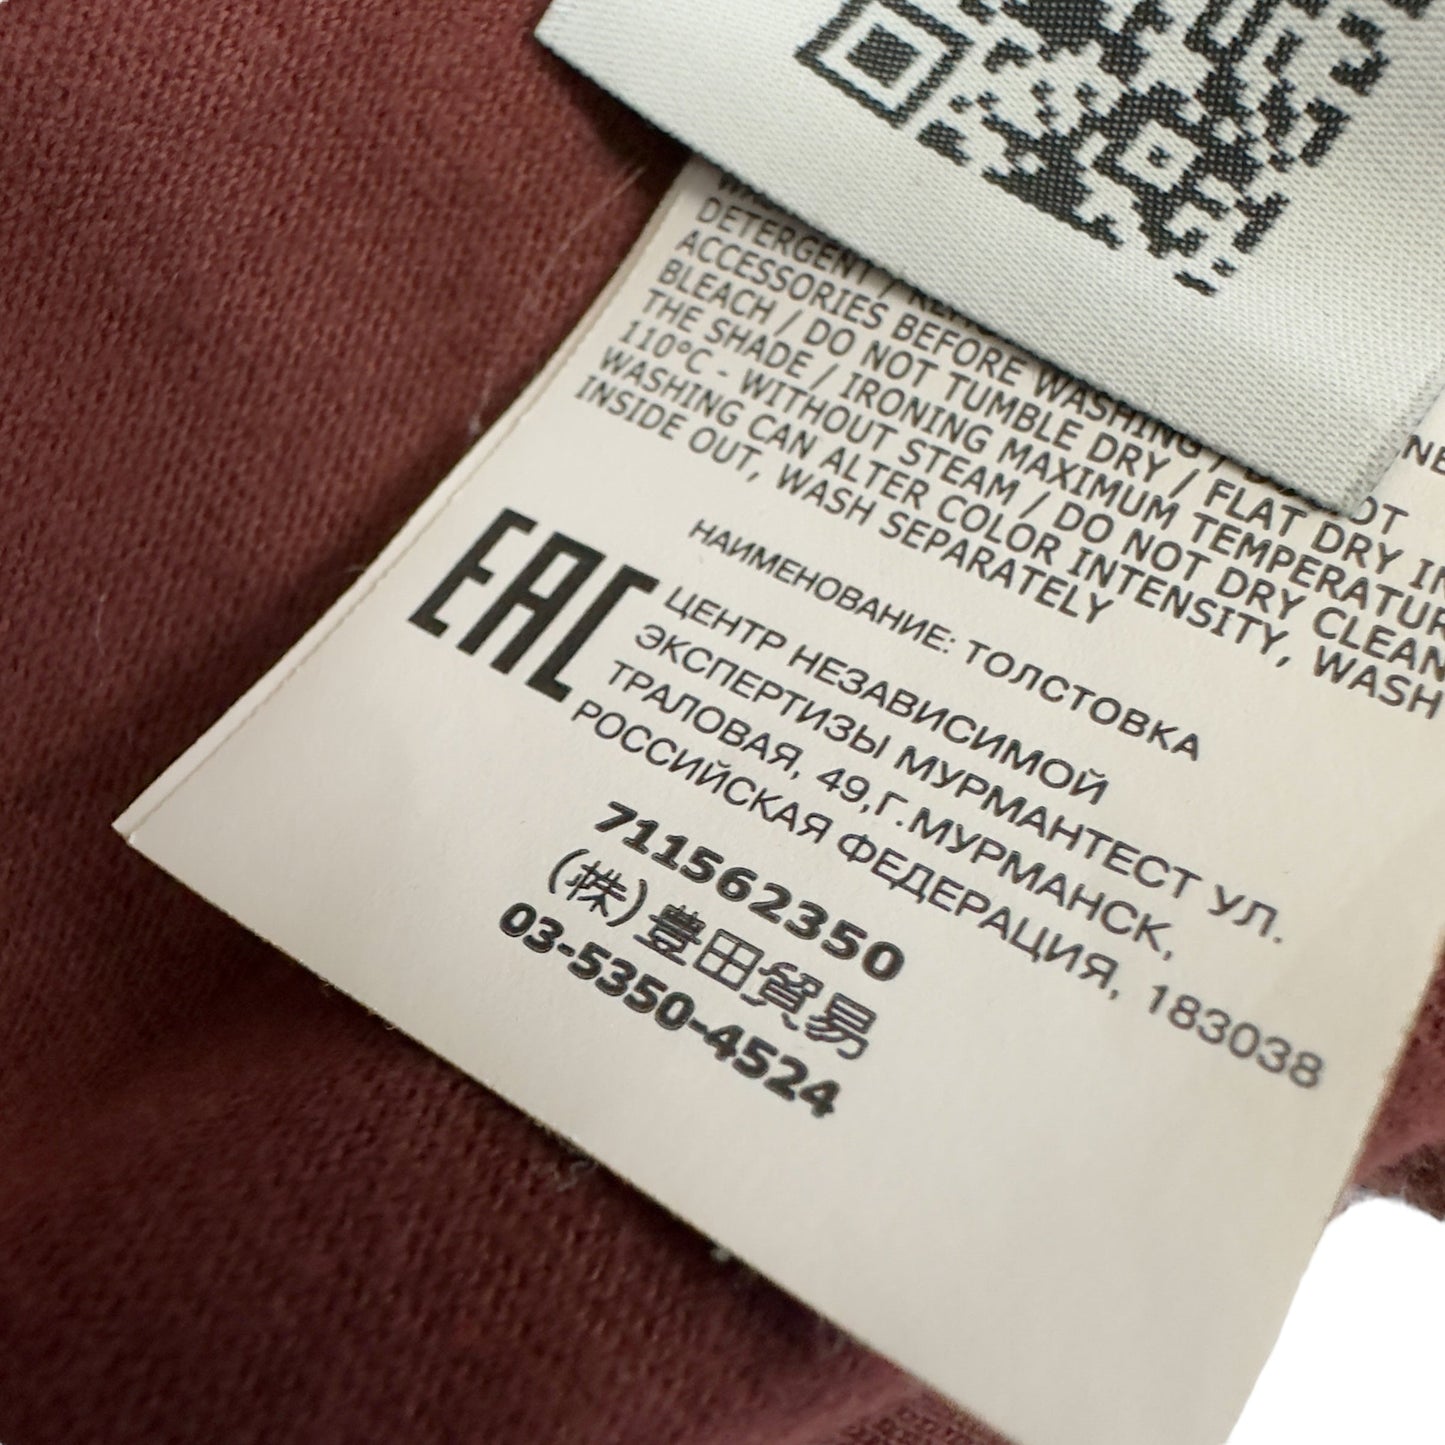 DETERGENT /
ACCESSORIES BEFORE WASHING /
BLEACH / DO NOT TUMBLE DRY / FLAT DRY IN
THE SHADE / IRONING MAXIMUM TEMPERATUR
110°C - WITHOUT STEAM / DO NOT DRY CLEAN
WASHING CAN ALTER COLOR INTENSITY, WASH
INSIDE OUT, WASH SEPARATELY
EAC
НАИМЕНОВАНИЕ: ТОЛСТОВКА
ЦЕНТР НЕЗАВИСИМОЙ
ЭКСПЕРТИЗЫ МУРМАНТЕСТ УЛ.
ТРАЛОВАЯ, 49,Г.МУРМАНСК,
РОССИЙСКАЯ ФЕДЕРАЦИЯ, 183038
711562350
(株)豊田貿易
03-5350-4524